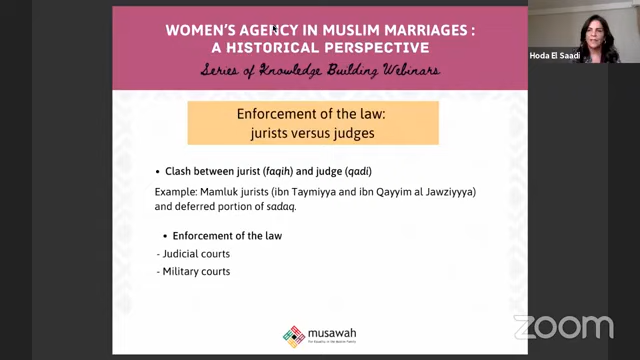 WOMEN'S AGENCY IN MUSLIM MARRIAGES :
A HISTORICAL PERSPECTIVE
Series of Knowledge Building Webinars
Hoda El Saadi
Enforcement of the law:
jurists versus judges
• Clash between jurist (faqih) and judge (qadi)
Example: Mamluk jurists (ibn Taymiyya and ibn Qayyim al Jawziyyya)
and deferred portion of sadaq.
• Enforcement of the law
- Judicial courts
- Military courts
musawah
zoom